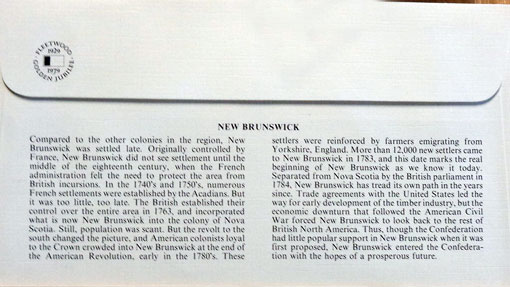 FLEETWOOD
1929
1979
GOLDEN JUBILEE
NEW BRUNSWICK
Compared to the other colonies in the region, New
Brunswick was settled late. Originally controlled by
France, New Brunswick did not see settlement until the
middle of the eighteenth century, when the French
administration felt the need to protect the area from
British incursions. In the 1740's and 1750's, numerous
French settlements were established by the Acadians. But
it was too little, too late. The British established their
control over the entire area in 1763, and incorporated
what is now New Brunswick into the colony of Nova
Scotia. Still, population was scant. But the revolt to the
south changed the picture, and American colonists loyal
to the Crown crowded into New Brunswick at the end of
the American Revolution, early in the 1780's. These
settlers were reinforced by farmers emigrating from
Yorkshire, England. More than 12,000 new settlers came
to New Brunswick in 1783, and this date marks the real
beginning of New Brunswick as we know it today.
Separated from Nova Scotia by the British parliament in
1784, New Brunswick has tread its own path in the years
since. Trade agreements with the United States led the
way for early development of the timber industry, but the
economic downturn that followed the American Civil
War forced New Brunswick to look back to the rest of
British North America. Thus, though the Confederation
had little popular support in New Brunswick when it was
first proposed, New Brunswick entered the Confedera-
tion with the hopes of a prosperous future.